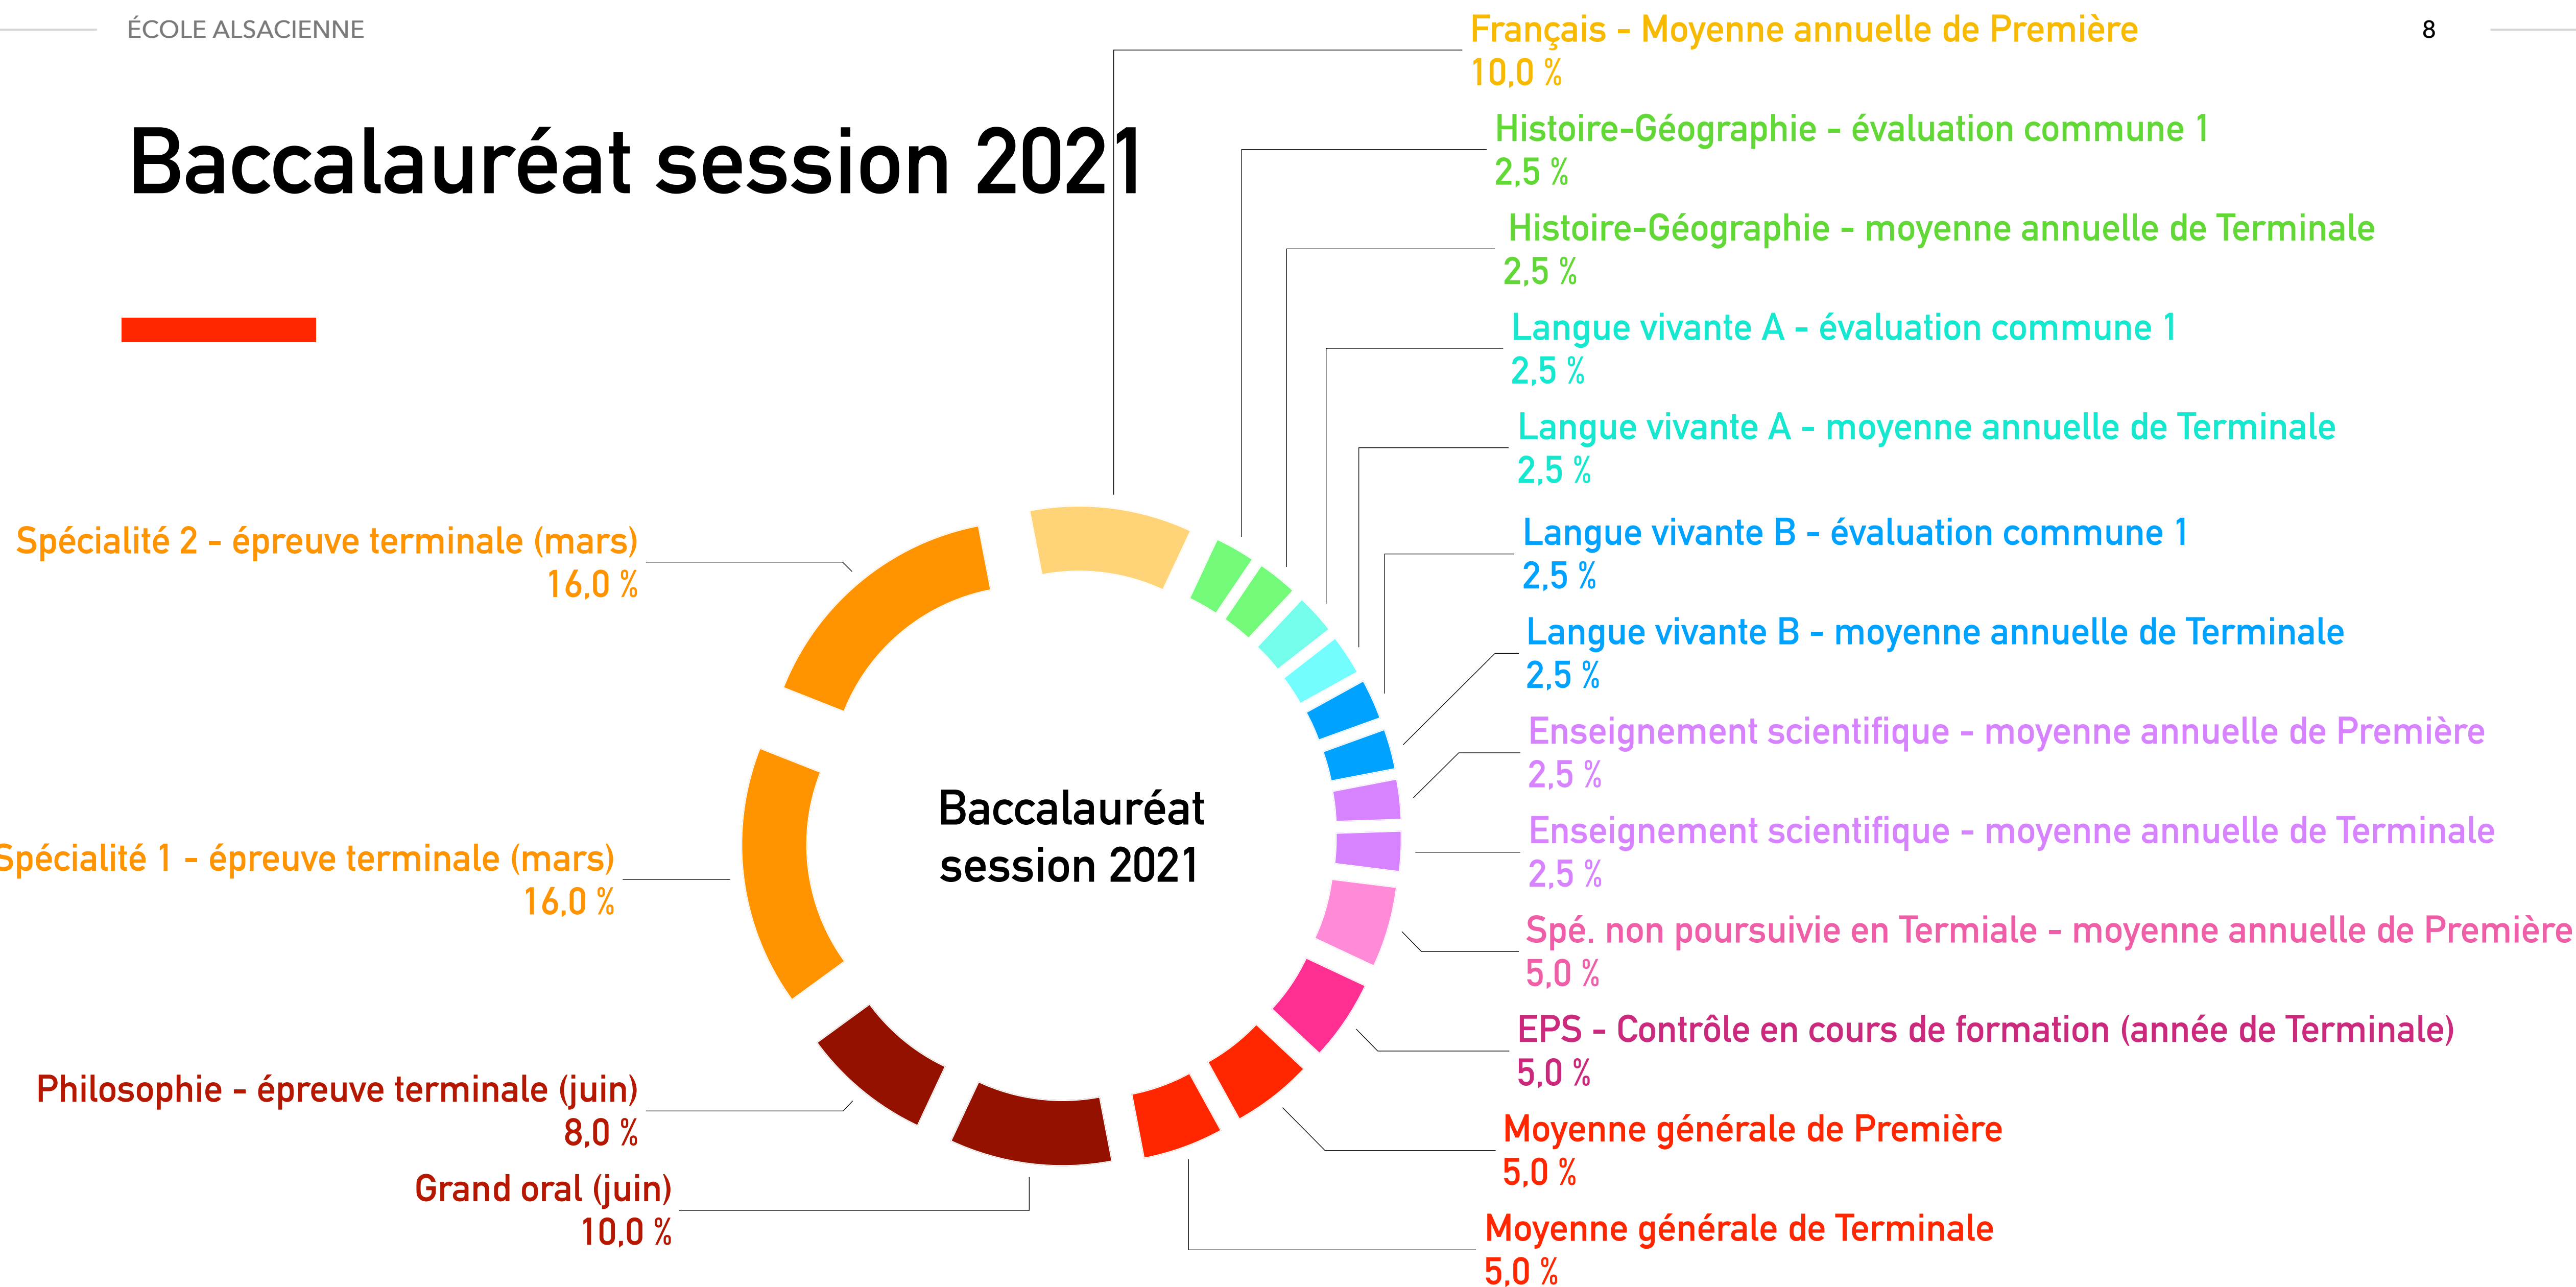 ÉCOLE ALSACIENNE
8
Baccalauréat session 2021
Français - Moyenne annuelle de Première
10,0 %
Histoire-Géographie - évaluation commune 1
2,5 %
Histoire-Géographie - moyenne annuelle de Terminale
2,5 %
Langue vivante A - évaluation commune 1
2,5 %
Langue vivante A - moyenne annuelle de Terminale
2,5 %
Langue vivante B - évaluation commune 1
2,5 %
Langue vivante B - moyenne annuelle de Terminale
2,5 %
Enseignement scientifique - moyenne annuelle de Première
2,5 %
Enseignement scientifique - moyenne annuelle de Terminale
2,5 %
Spé. non poursuivie en Termiale - moyenne annuelle de Première
5,0 %
EPS - Contrôle en cours de formation (année de Terminale)
5,0 %
Moyenne générale de Première
5,0 %
Moyenne générale de Terminale
5,0 %
Grand oral (juin)
10,0 %
Philosophie - épreuve terminale (juin)
8,0 %
Spécialité 1 - épreuve terminale (mars)
16,0 %
Spécialité 2 - épreuve terminale (mars)
16,0 %
Baccalauréat
session 2021